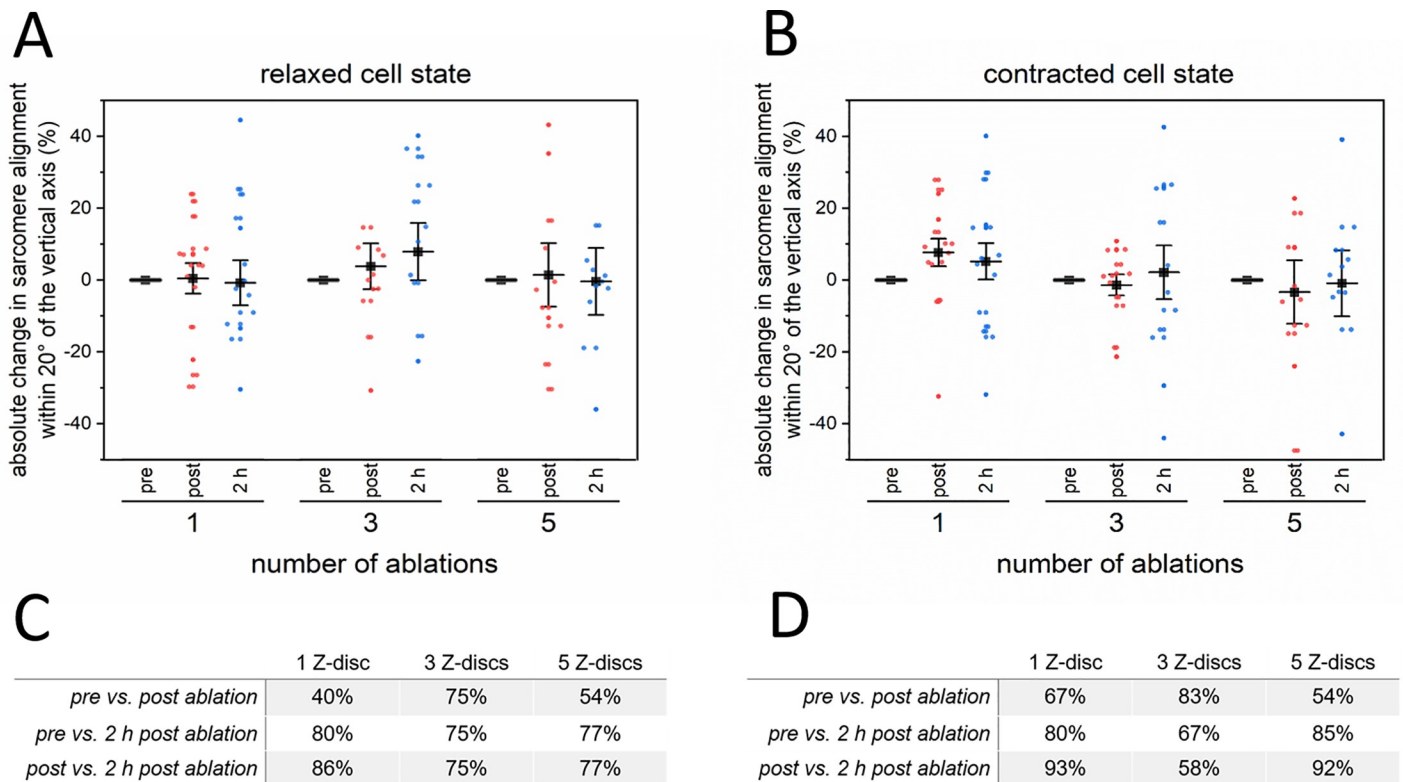 A
relaxed cell state
absolute change in sarcomere alignment
within 20° of the vertical axis (%)
40
20
0
-20
-40
pre
post
2 h
pre
post
2 h
pre
post
2 h
1
3
5
number of ablations
B
contracted cell state
absolute change in sarcomere alignment
within 20° of the vertical axis (%)
40
20
0
-20
-40
pre
post
2 h
pre
post
2 h
pre
post
2 h
1
3
5
number of ablations
C
1 Z-disc 3 Z-discs 5 Z-discs
pre vs. post ablation 40% 75% 54%
pre vs. 2 h post ablation 80% 75% 77%
post vs. 2 h post ablation 86% 75% 77%
D
1 Z-disc 3 Z-discs 5 Z-discs
pre vs. post ablation 67% 83% 54%
pre vs. 2 h post ablation 80% 67% 85%
post vs. 2 h post ablation 93% 58% 92%